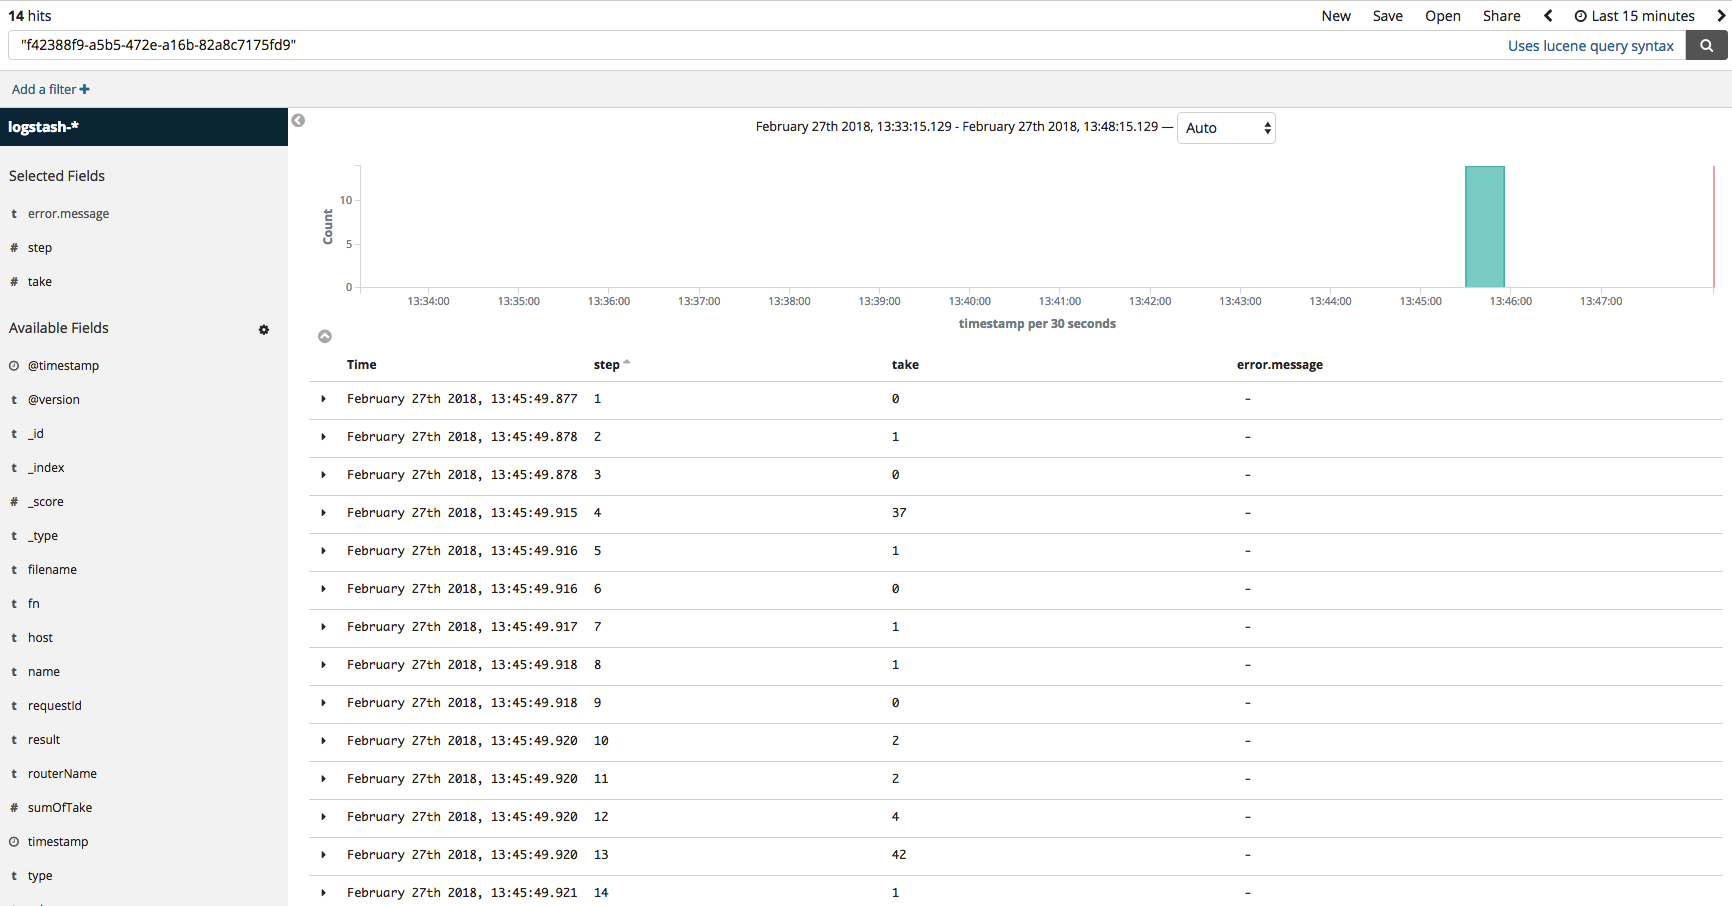 14 hits
New Save Open Share Last 15 minutes
"f42388f9-a5b5-472e-a16b-82a8c7175fd9"
Uses lucene query syntax
Add a filter +
logstash-*
Selected Fields
t error.message
# step
# take
Available Fields
@timestamp
t @version
t _id
t _index
# _score
t _type
t filename
t fn
t host
t name
t requestId
t result
t routerName
# sumOfTake
timestamp
t type
February 27th 2018, 13:33:15.129 - February 27th 2018, 13:48:15.129 — Auto
Count
10
5
0
13:34:00 13:35:00 13:36:00 13:37:00 13:38:00 13:39:00 13:40:00 13:41:00 13:42:00 13:43:00 13:44:00 13:45:00 13:46:00 13:47:00
timestamp per 30 seconds
Time step take error.message
February 27th 2018, 13:45:49.877 1 0 -
February 27th 2018, 13:45:49.878 2 1 -
February 27th 2018, 13:45:49.878 3 0 -
February 27th 2018, 13:45:49.915 4 37 -
February 27th 2018, 13:45:49.916 5 1 -
February 27th 2018, 13:45:49.916 6 0 -
February 27th 2018, 13:45:49.917 7 1 -
February 27th 2018, 13:45:49.918 8 1 -
February 27th 2018, 13:45:49.918 9 0 -
February 27th 2018, 13:45:49.920 10 2 -
February 27th 2018, 13:45:49.920 11 2 -
February 27th 2018, 13:45:49.920 12 4 -
February 27th 2018, 13:45:49.920 13 42 -
February 27th 2018, 13:45:49.921 14 1 -